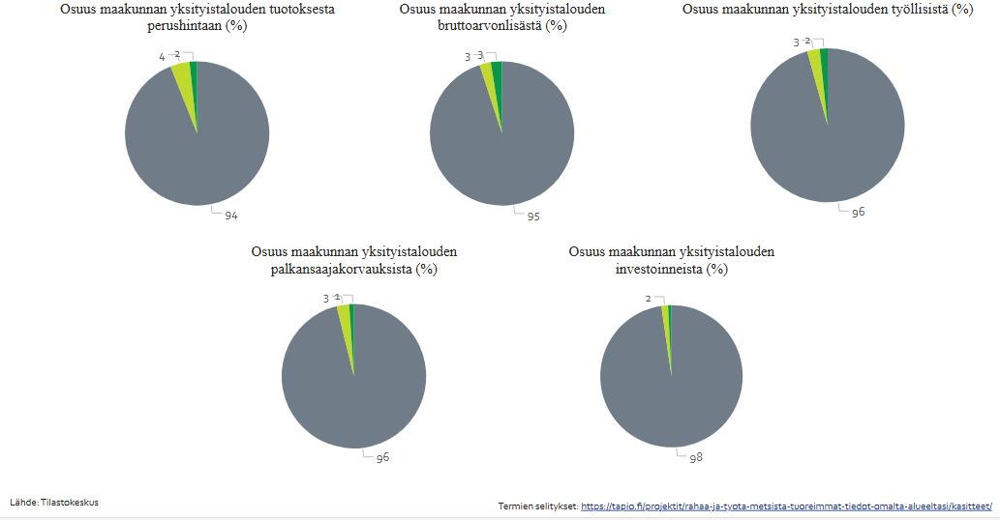 Osuus maakunnan yksityistalouden tuotoksesta
perushintaan (%)
Osuus maakunnan yksityistalouden
bruttoarvonlisästä (%)
Osuus maakunnan yksityistalouden työllisistä (%)
4 2
94
3 3
95
3 2
96
Osuus maakunnan yksityistalouden
palkansaajakorvauksista (%)
Osuus maakunnan yksityistalouden
investoinneista (%)
3 1
96
2
98
Lähde: Tilastokeskus
Termien selitykset: https://tapio.fi/projektit/rahaa-ja-tyota-metsista-tuoreimmat-tiedot-omalta-alueeltasi/kasitteet/